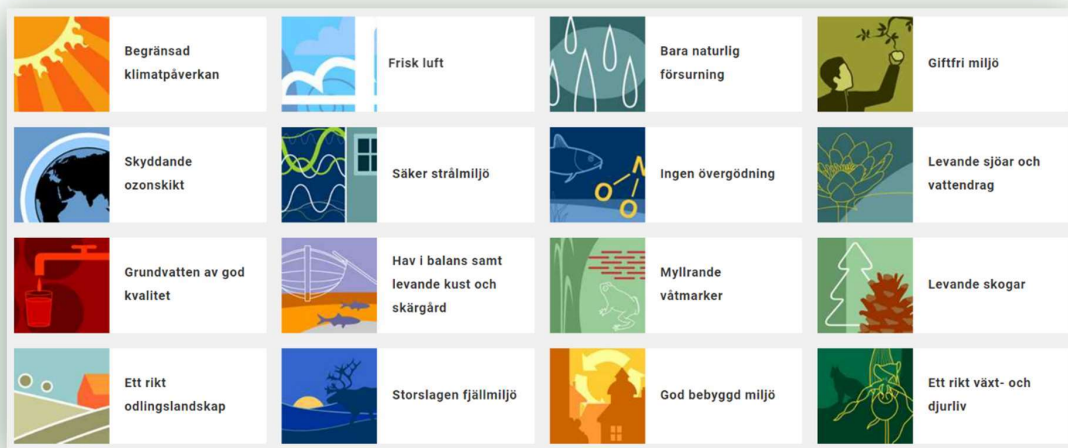 Begränsad
klimatpåverkan
Frisk luft
Bara naturlig
försurning
Giftfri miljö
Skyddande
ozonskikt
Säker strålmiljö
Ingen övergödning
N
O O
O
Levande sjöar och
vattendrag
Grundvatten av god
kvalitet
Hav i balans samt
levande kust och
skärgård
Myllrande
våtmarker
Levande skogar
Ett rikt
odlingslandskap
Storslagen fjällmiljö
God bebyggd miljö
Ett rikt växt- och
djurliv